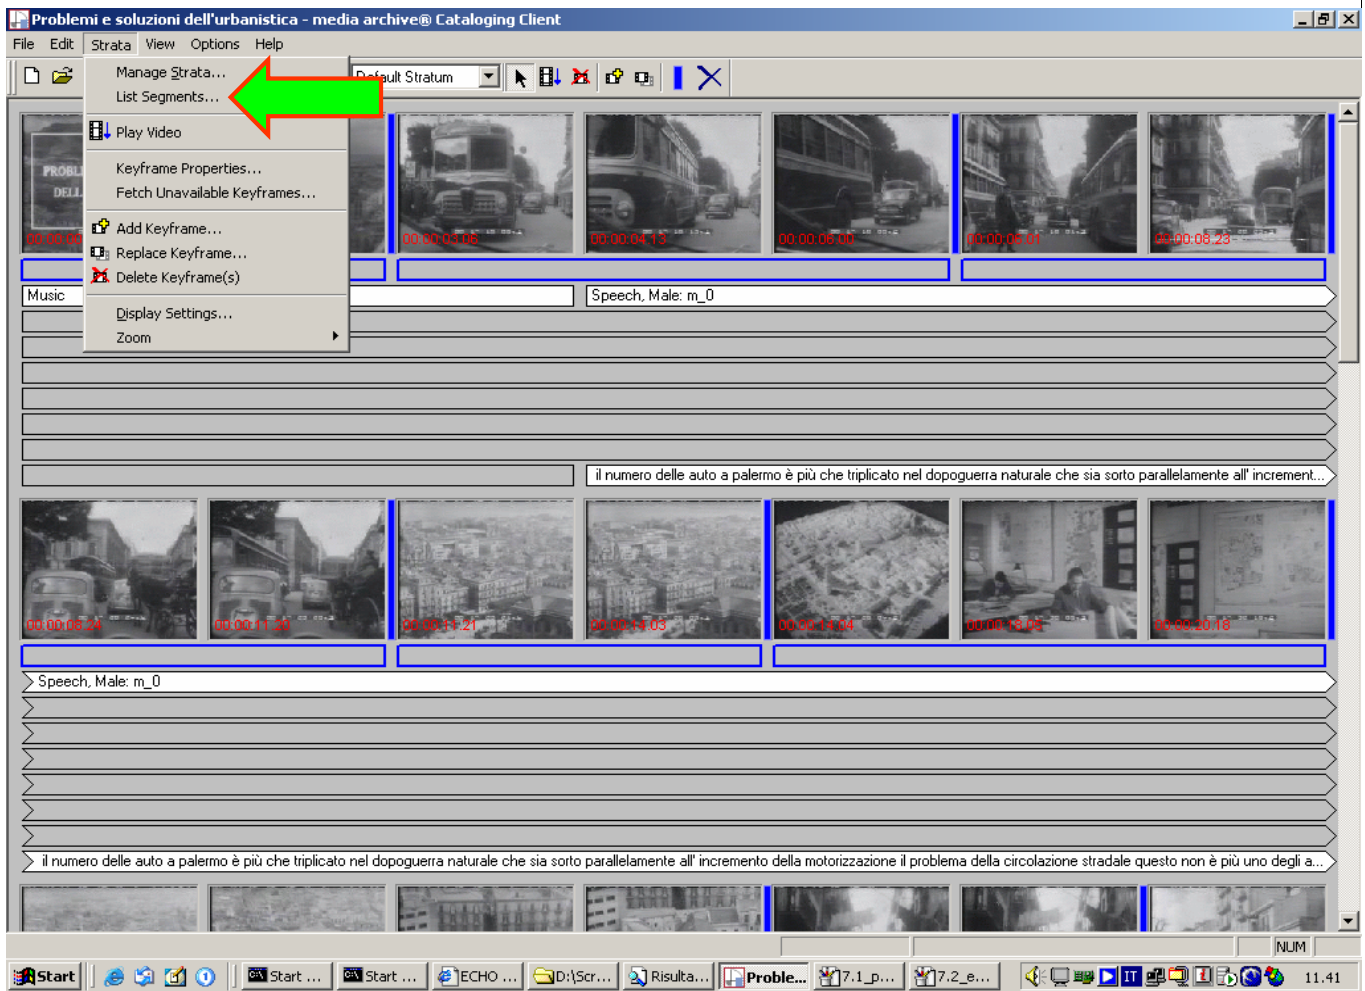 Problemi e soluzioni dell'urbanistica - media archive® Cataloging Client
File Edit Strata View Options Help
Default Stratum
Manage Strata...
List Segments...
Play Video
Keyframe Properties...
Fetch Unavailable Keyframes...
Add Keyframe...
Replace Keyframe...
Delete Keyframe(s)
Display Settings...
Zoom
PROBL
DELL
00:00:03.06 00:00:04.13 00:00:06.00 00:00:06.01 00:00:08.23
Music Speech, Male: m_0
il numero delle auto a palermo è più che triplicato nel dopoguerra naturale che sia sorto parallelamente all' increment...
00:00:08.24 00:00:11.20 00:00:11.21 00:00:14.03 00:00:14.04 00:00:18.05 00:00:20.18
Speech, Male: m_0
il numero delle auto a palermo è più che triplicato nel dopoguerra naturale che sia sorto parallelamente all' incremento della motorizzazione il problema della circolazione stradale questo non è più uno degli a...
NUM
Start Start ... Start ... ECHO ... D:\Scr... Risulta... Proble... 7.1_p... 7.2_e... IT 11.41